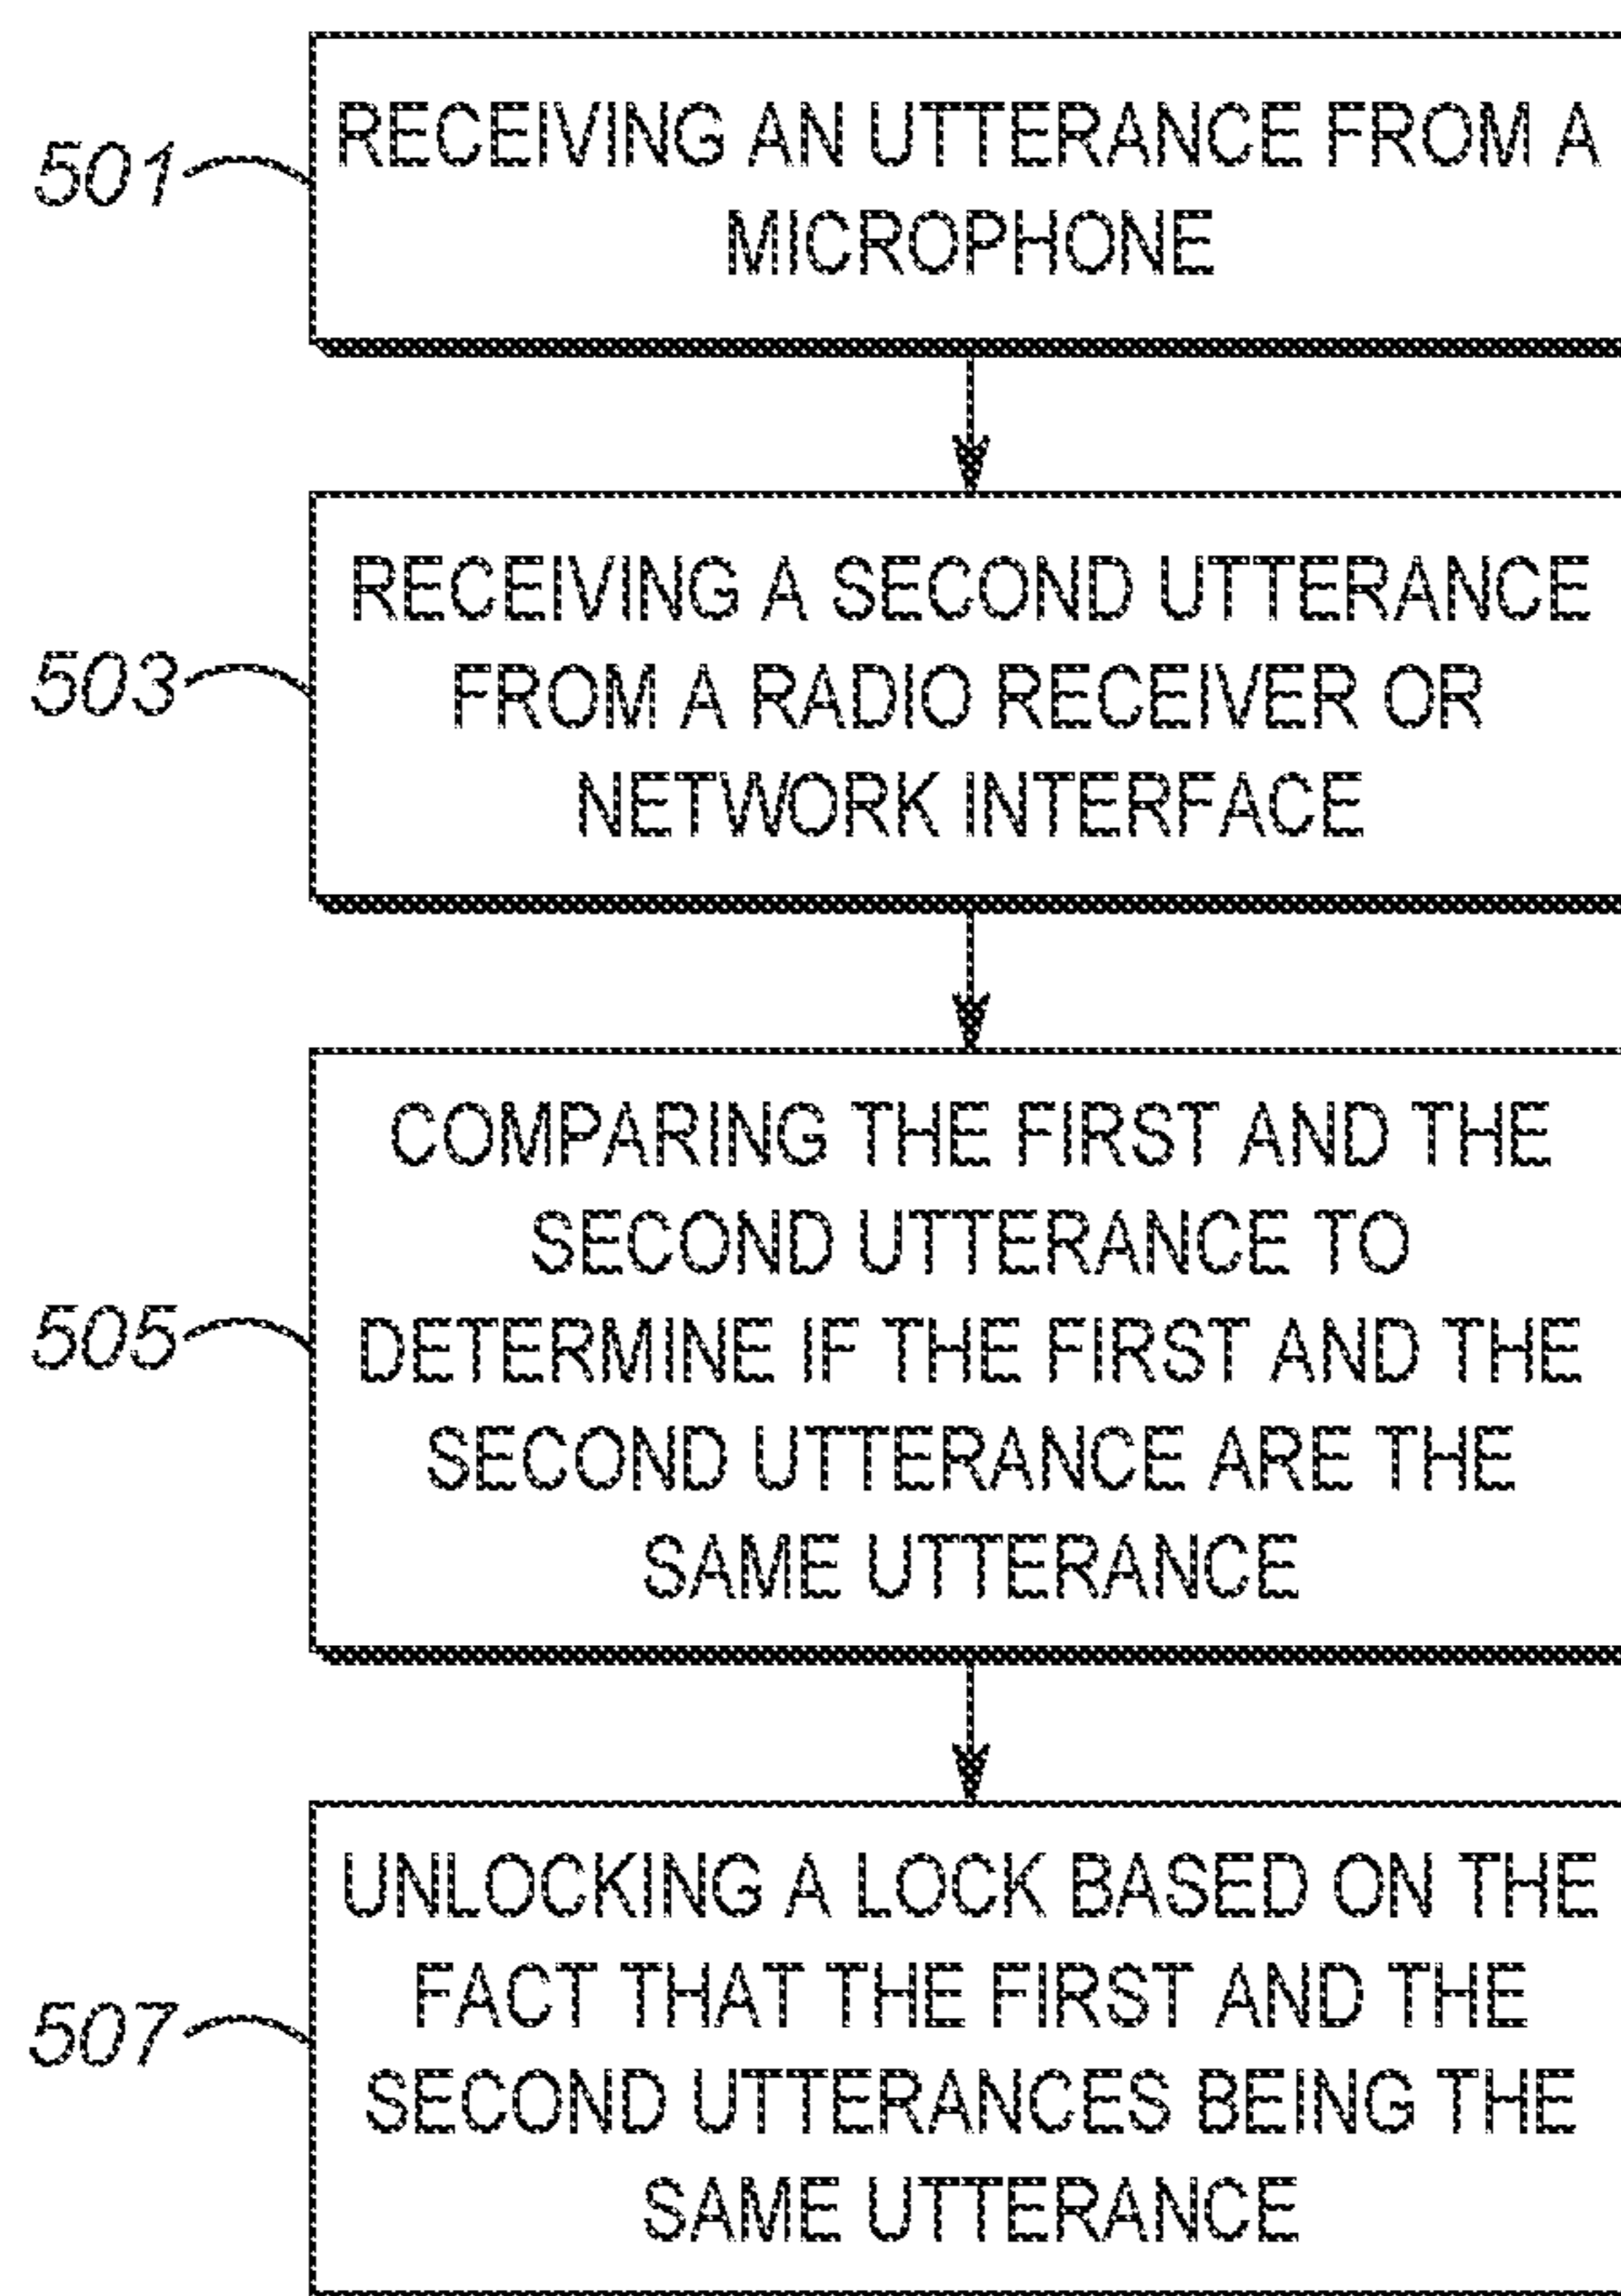 501
RECEIVING AN UTTERANCE FROM A
MICROPHONE
503
RECEIVING A SECOND UTTERANCE
FROM A RADIO RECEIVER OR
NETWORK INTERFACE
505
COMPARING THE FIRST AND THE
SECOND UTTERANCE TO
DETERMINE IF THE FIRST AND THE
SECOND UTTERANCE ARE THE
SAME UTTERANCE
507
UNLOCKING A LOCK BASED ON THE
FACT THAT THE FIRST AND THE
SECOND UTTERANCES BEING THE
SAME UTTERANCE